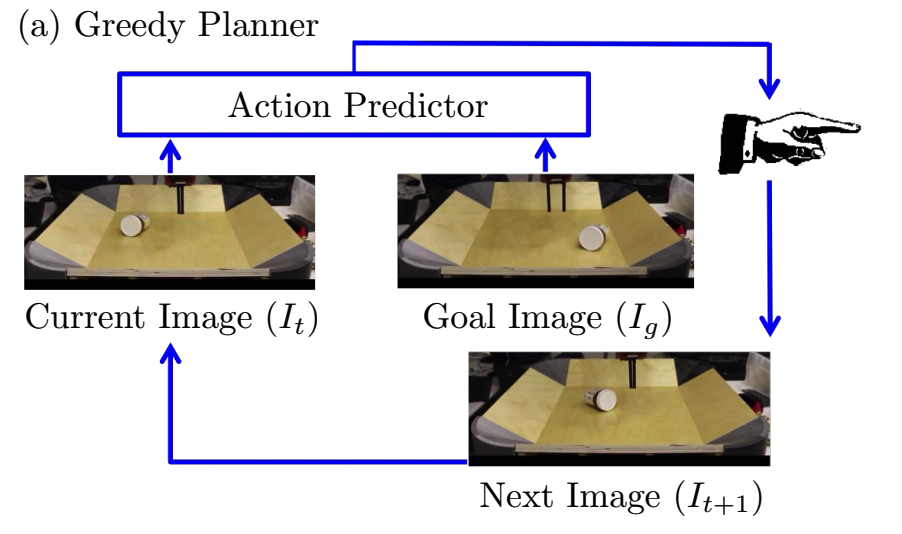 (a) Greedy Planner
Action Predictor
Current Image (I_t)
Goal Image (I_g)
Next Image (I_{t+1})